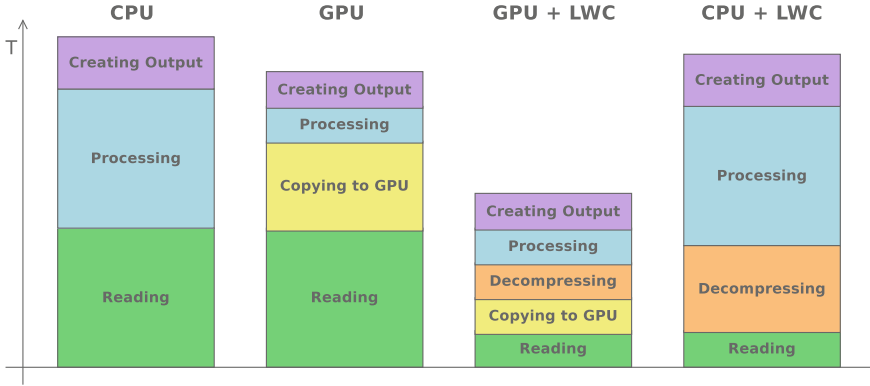 CPU
GPU
GPU + LWC
CPU + LWC
T
Creating Output
Processing
Reading
Creating Output
Processing
Copying to GPU
Reading
Creating Output
Processing
Decompressing
Copying to GPU
Reading
Creating Output
Processing
Decompressing
Reading